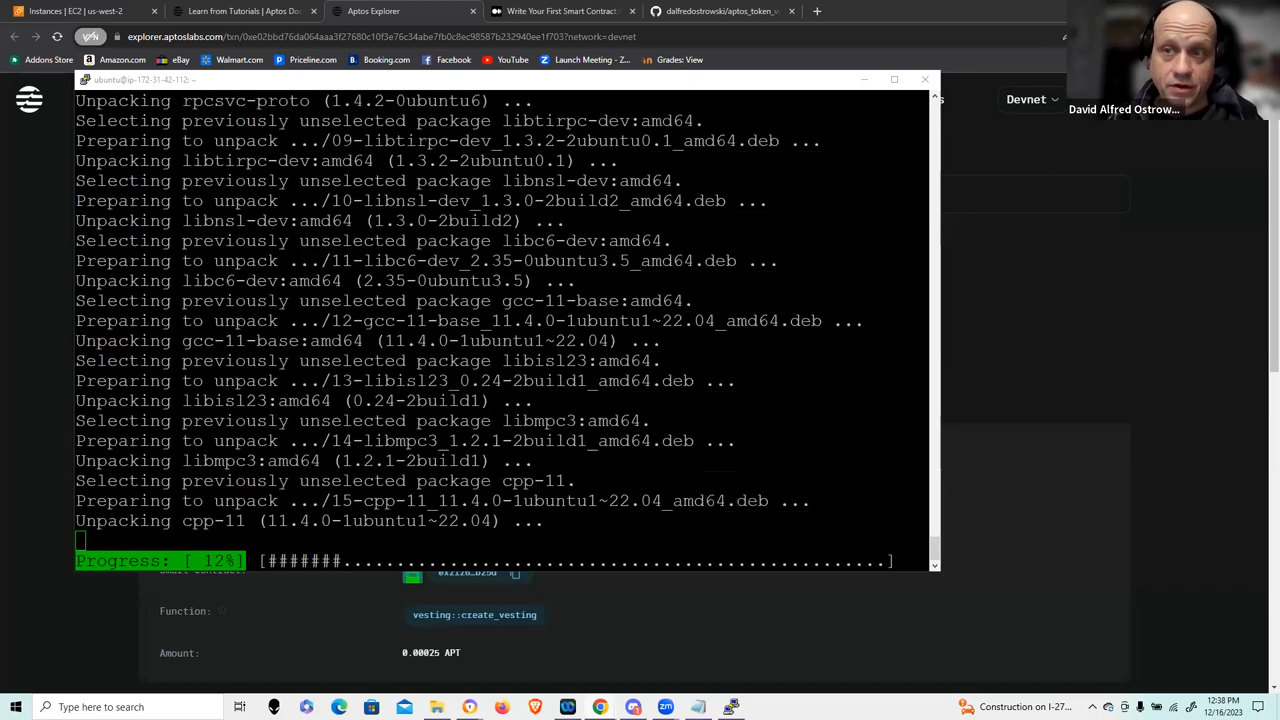 Instances | EC2 | us-west-2
Learn from Tutorials | Aptos Doc
Aptos Explorer
Write Your First Smart Contract
dalfredostrowski/aptos_token_v
VPN
explorer.aptoslabs.com/txn/0xe02bbd76da064aaa3f27680c10f3e76c34abe7fb0c8ec98587b232940ee1f703?network=devnet
Addons Store
Ali Express
Walmart.com
Priceline.com
Booking.com
Facebook
YouTube
Gmail
Grades: View
David Alfred Ostrow...
Devnet
ubuntu@ip-172-31-42-112: ~
Unpacking rpcsvc-proto (1.4.2-0ubuntu6) ...
Selecting previously unselected package libtirpc-dev:amd64.
Preparing to unpack .../09-libtirpc-dev_1.3.2-2ubuntu0.1_amd64.deb ...
Unpacking libtirpc-dev:amd64 (1.3.2-2ubuntu0.1) ...
Selecting previously unselected package libnsl-dev:amd64.
Preparing to unpack .../10-libnsl-dev_1.3.0-2build2_amd64.deb ...
Unpacking libnsl-dev:amd64 (1.3.0-2build2) ...
Selecting previously unselected package libc6-dev:amd64.
Preparing to unpack .../11-libc6-dev_2.35-0ubuntu3.5_amd64.deb ...
Unpacking libc6-dev:amd64 (2.35-0ubuntu3.5) ...
Selecting previously unselected package gcc-11-base:amd64.
Preparing to unpack .../12-gcc-11-base_11.4.0-1ubuntu1~22.04_amd64.deb ...
Unpacking gcc-11-base:amd64 (11.4.0-1ubuntu1~22.04) ...
Selecting previously unselected package libisl23:amd64.
Preparing to unpack .../13-libisl23_0.24-2build1_amd64.deb ...
Unpacking libisl23:amd64 (0.24-2build1) ...
Selecting previously unselected package libmpc3:amd64.
Preparing to unpack .../14-libmpc3_1.2.1-2build1_amd64.deb ...
Unpacking libmpc3:amd64 (1.2.1-2build1) ...
Selecting previously unselected package cpp-11.
Preparing to unpack .../15-cpp-11_11.4.0-1ubuntu1~22.04_amd64.deb ...
Unpacking cpp-11 (11.4.0-1ubuntu1~22.04) ...
Progress: [ 12%] [#######....................................................]
Function:
vesting::create_vesting
Amount:
0.00025 APT
Type here to search
Construction on I-27...
12:38 PM
12/16/2023